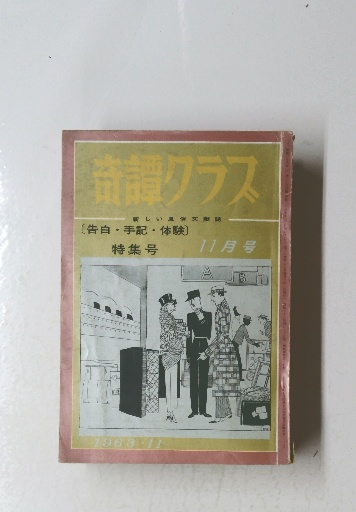 奇譚クラブ
新しい風俗文献誌
〔告白・手記・体験〕
特集号
11月号
A
B
1963・11